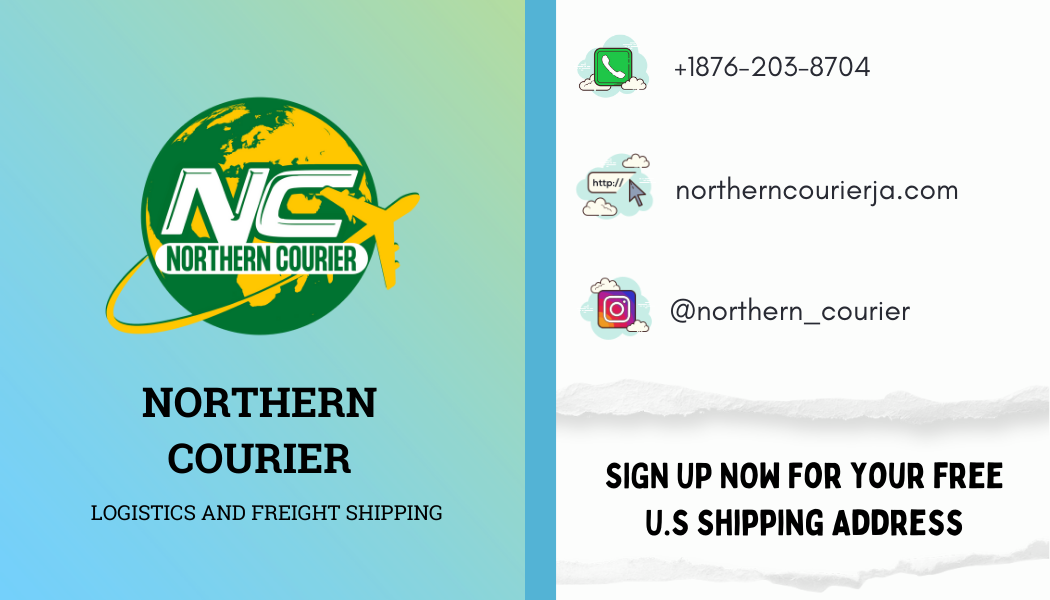 NC
NORTHERN COURIER
NORTHERN
COURIER
LOGISTICS AND FREIGHT SHIPPING
+1876-203-8704
http://
northerncourierja.com
@northern_courier
SIGN UP NOW FOR YOUR FREE
U.S SHIPPING ADDRESS